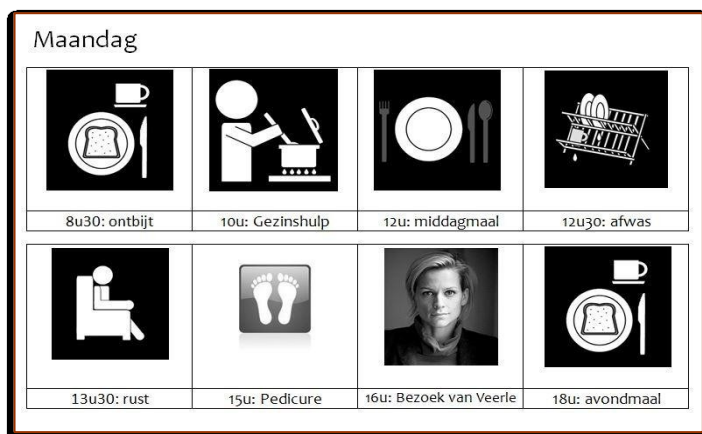 Maandag
8u30: ontbijt
10u: Gezinshulp
12u: middagmaal
12u30: afwas
13u30: rust
15u: Pedicure
16u: Bezoek van Veerle
18u: avondmaal